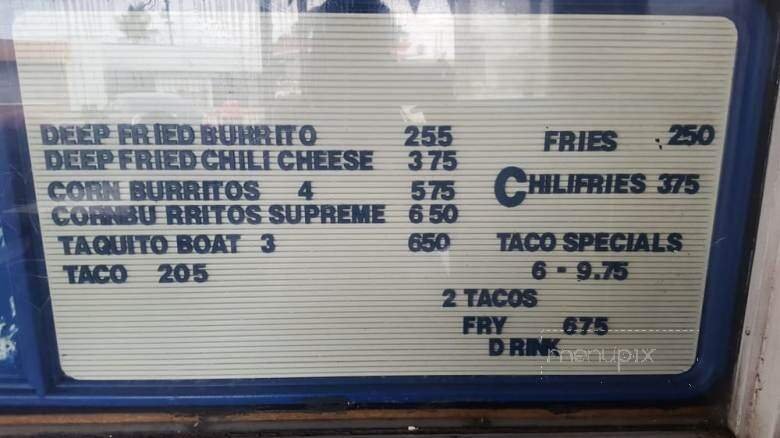 DEEP FRIED BURRITO 255
DEEP FRIED CHILI CHEESE 375
CORN BURRITOS 4 575
CORNBU RRITOS SUPREME 6 50
TAQUITO BOAT 3 650
TACO 205
FRIES .250
CHILIFRIES 375
TACO SPECIALS
6 - 9.75
2 TACOS
FRY 675
DRINK
menupix